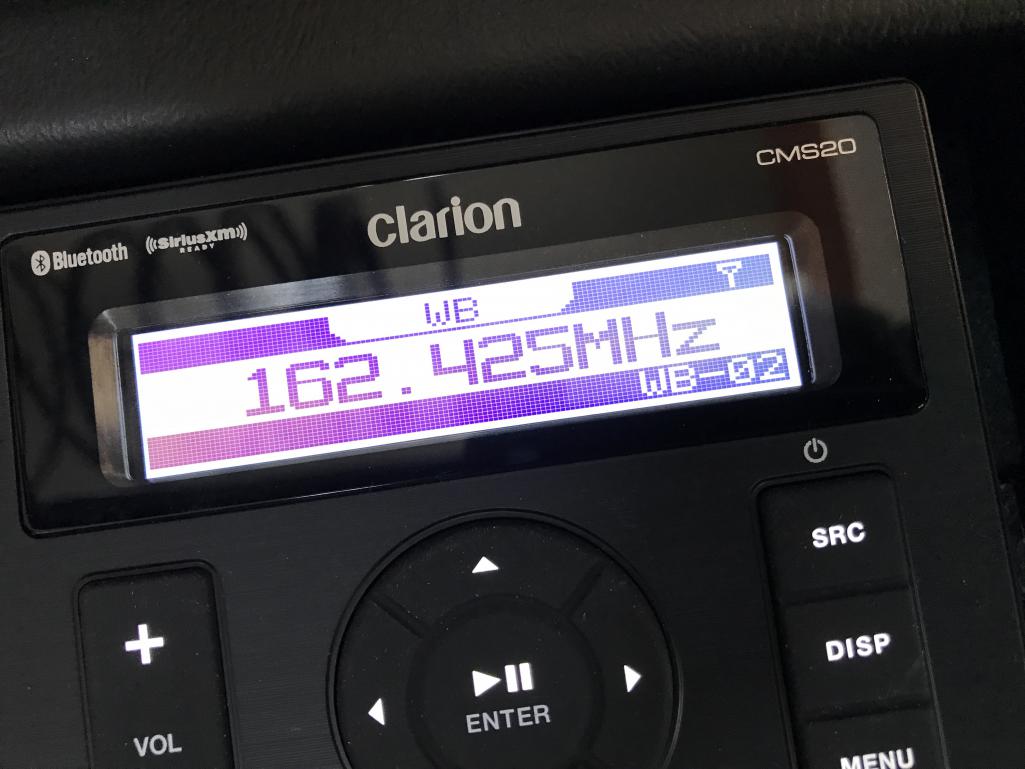 CMS20
clarion
Bluetooth
SiriusXM
READY
WB
162.425MHz
WB-02
SRC
+
VOL
ENTER
DISP
MENU